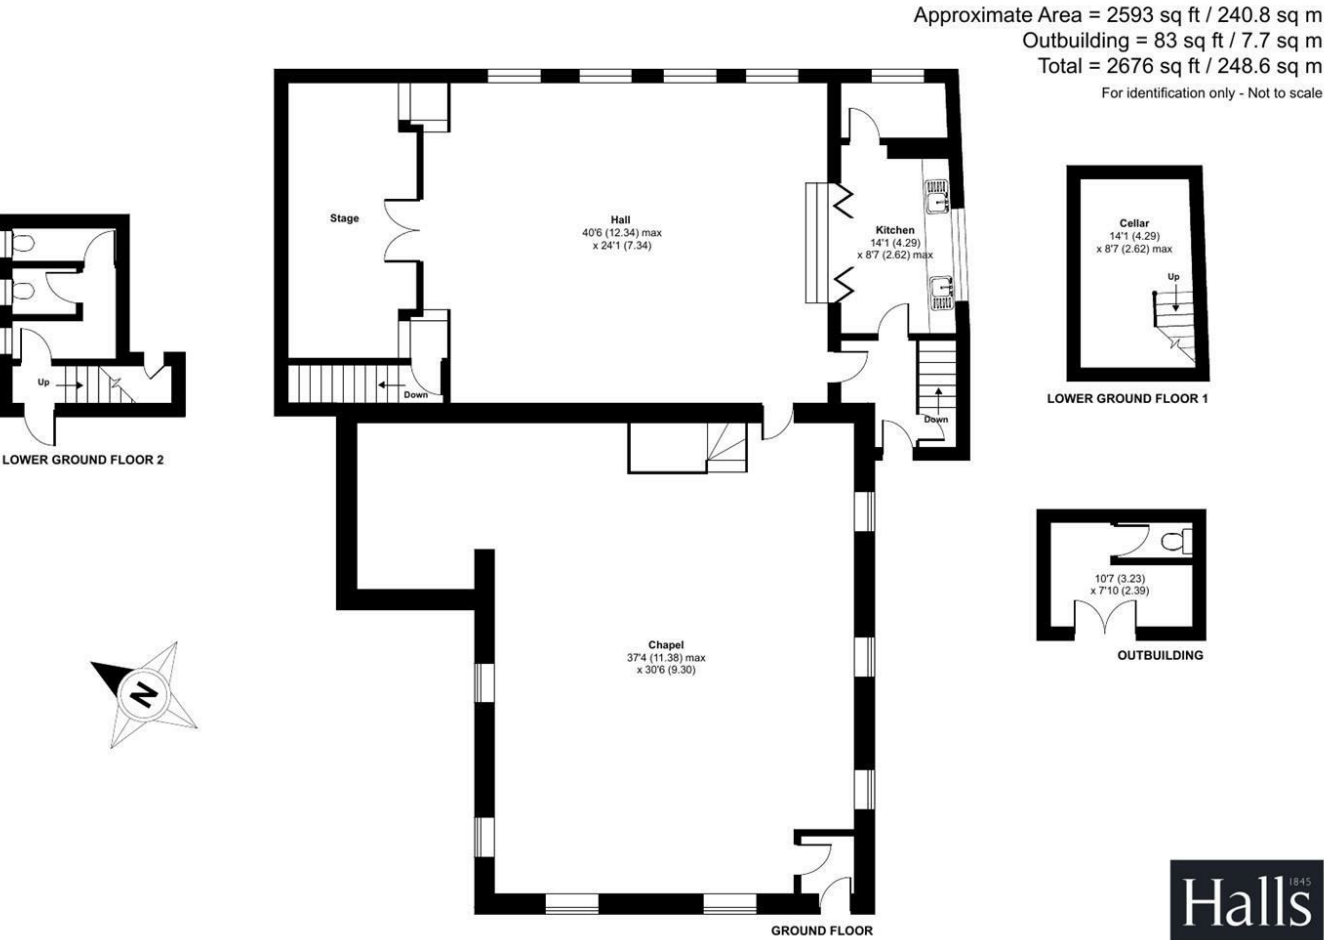 Approximate Area = 2593 sq ft / 240.8 sq m
Outbuilding = 83 sq ft / 7.7 sq m
Total = 2676 sq ft / 248.6 sq m
For identification only - Not to scale
Stage
Hall
40'6 (12.34) max
x 24'1 (7.34)
Kitchen
14'1 (4.29)
x 8'7 (2.62) max
Down
Down
Cellar
14'1 (4.29)
x 8'7 (2.62) max
Up
LOWER GROUND FLOOR 1
Up
LOWER GROUND FLOOR 2
Chapel
37'4 (11.38) max
x 30'6 (9.30)
10'7 (3.23)
x 7'10 (2.39)
OUTBUILDING
N
GROUND FLOOR
1845
Halls